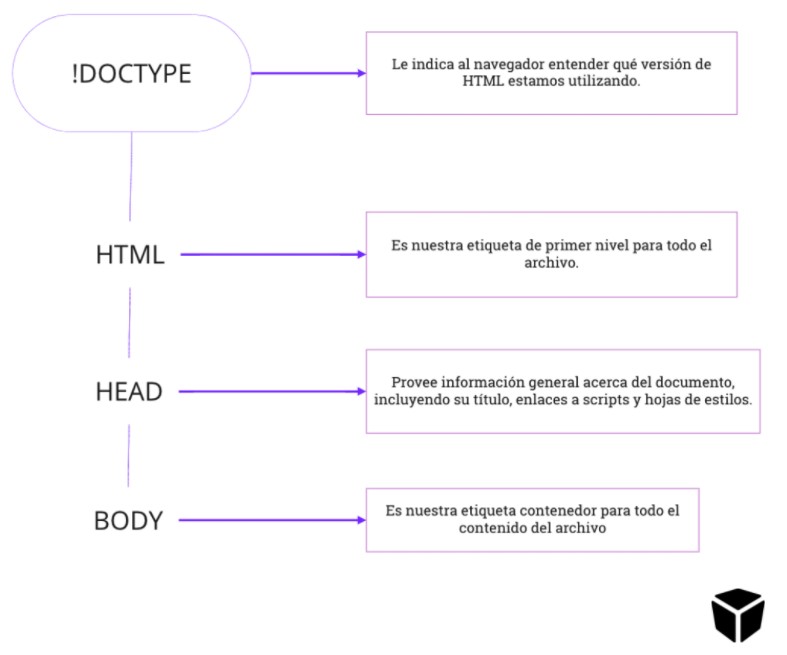 !DOCTYPE
Le indica al navegador entender qué versión de
HTML estamos utilizando.
HTML
Es nuestra etiqueta de primer nivel para todo el
archivo.
HEAD
Provee información general acerca del documento,
incluyendo su título, enlaces a scripts y hojas de estilos.
BODY
Es nuestra etiqueta contenedor para todo el
contenido del archivo